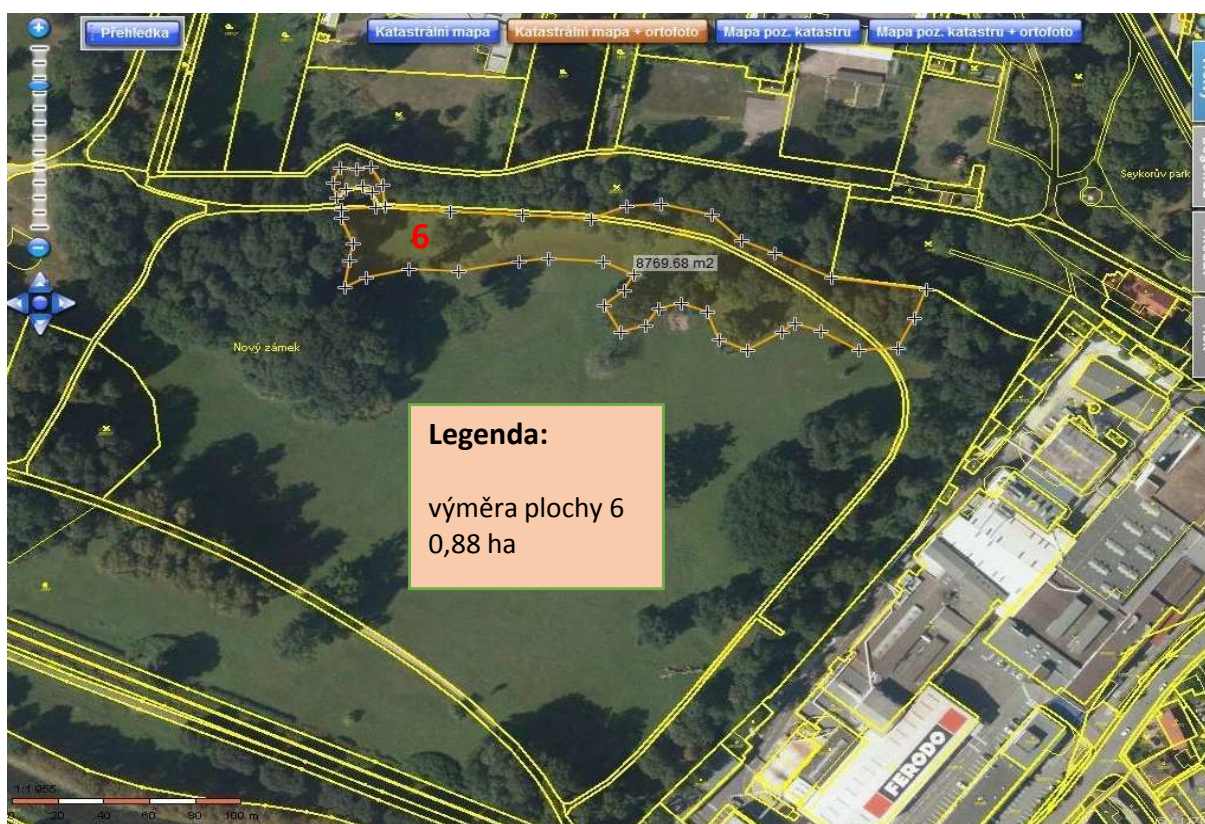 Přehledka
Katastrální mapa
Katastrální mapa + ortofoto
Mapa poz. katastru
Mapa poz. katastru + ortofoto
Seykorův park
6
8769.68 m2
Nový zámek
Legenda:
výměra plochy 6
0,88 ha
FERODO
1:1 955
0 20 40 60 80 100 m